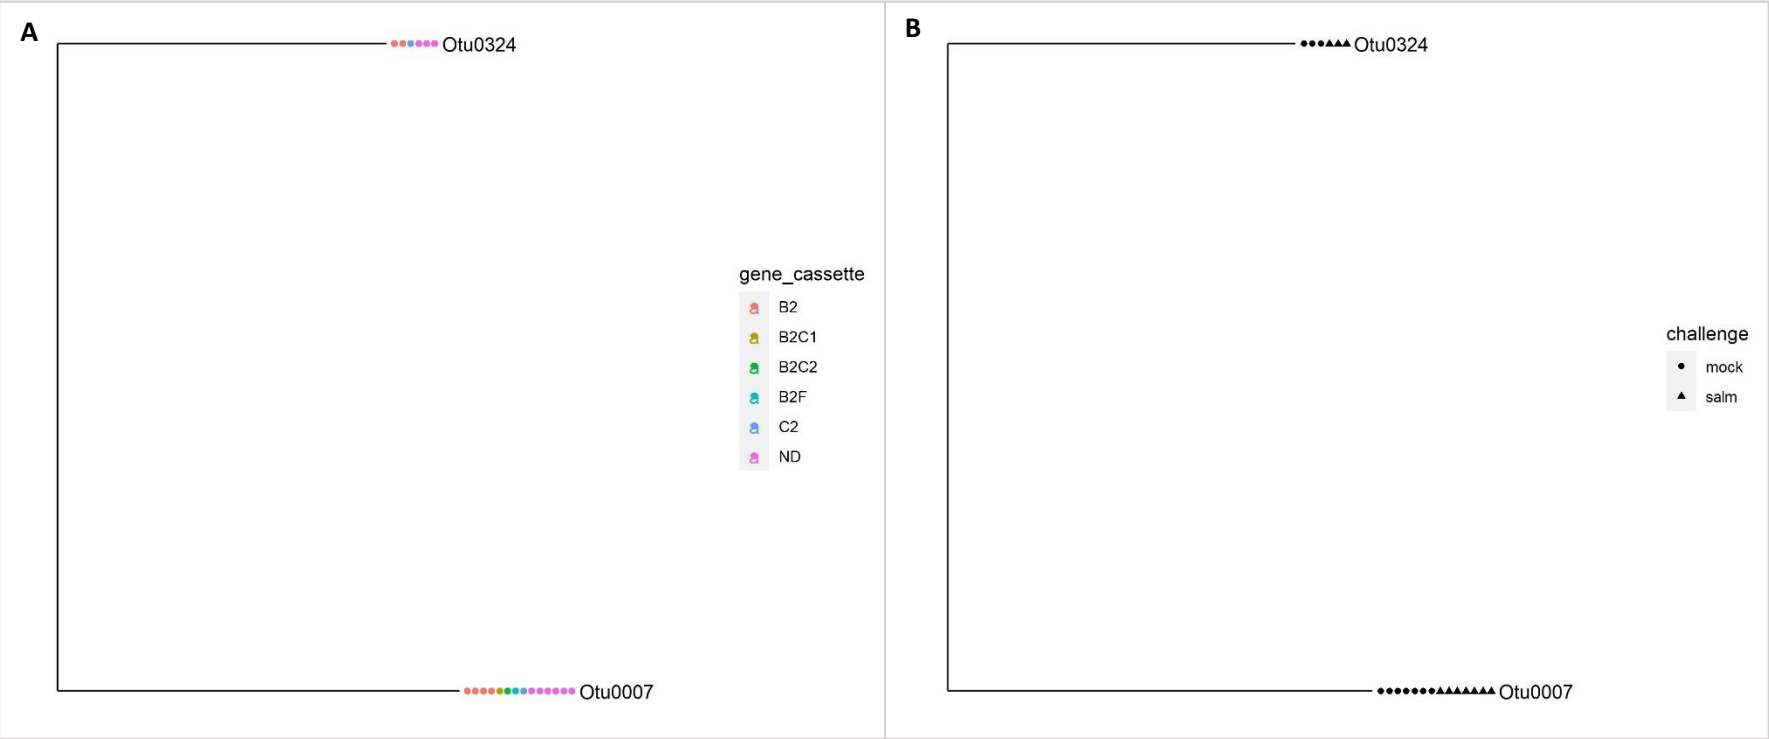 A
Otu0324
gene_cassette
a B2
a B2C1
a B2C2
a B2F
a C2
a ND
Otu0007
B
Otu0324
challenge
mock
salm
Otu0007